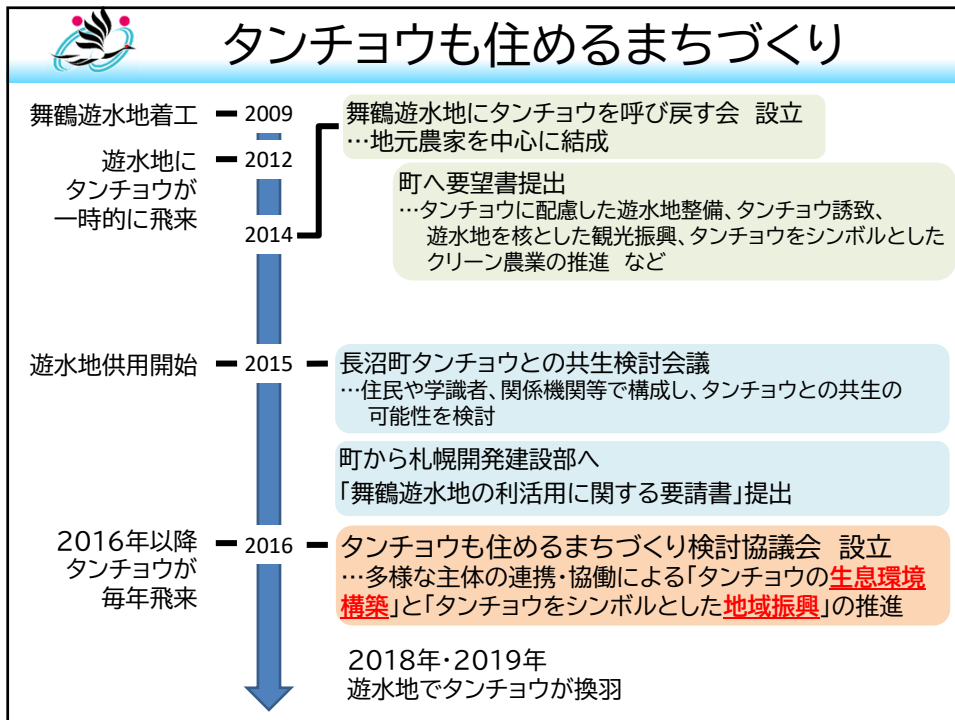 タンチョウも住めるまちづくり
舞鶴遊水地着工
2009
舞鶴遊水地にタンチョウを呼び戻す会 設立
…地元農家を中心に結成
遊水地に
タンチョウが
一時的に飛来
2012
2014
町へ要望書提出
…タンチョウに配慮した遊水地整備、タンチョウ誘致、
遊水地を核とした観光振興、タンチョウをシンボルとした
クリーン農業の推進 など
遊水地供用開始
2015
長沼町タンチョウとの共生検討会議
…住民や学識者、関係機関等で構成し、タンチョウとの共生の
可能性を検討
町から札幌開発建設部へ
「舞鶴遊水地の利活用に関する要請書」提出
2016年以降
タンチョウが
毎年飛来
2016
タンチョウも住めるまちづくり検討協議会 設立
…多様な主体の連携・協働による「タンチョウの生息環境
構築」と「タンチョウをシンボルとした地域振興」の推進
2018年・2019年
遊水地でタンチョウが換羽